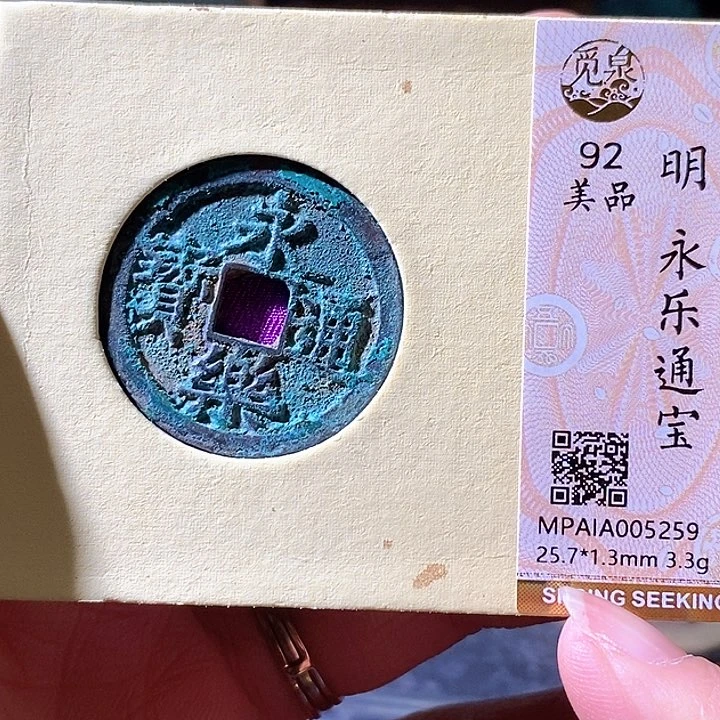 永樂通寶
觅泉
92
美品
明 永乐通宝
MPAIA005259
25.7*1.3mm 3.3g
SEEKING